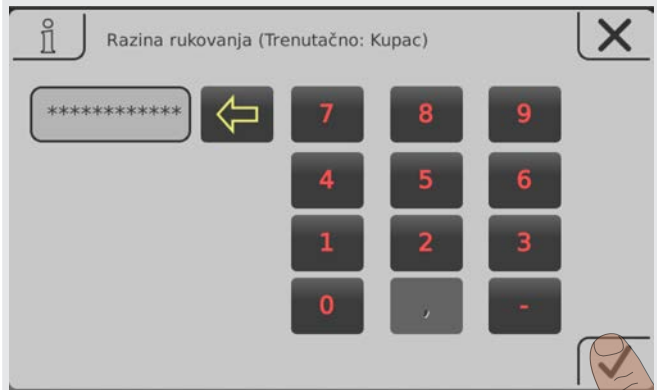 Razina rukovanja (Trenutačno: Kupac)
************ 7 8 9
4 5 6
1 2 3
0 , -